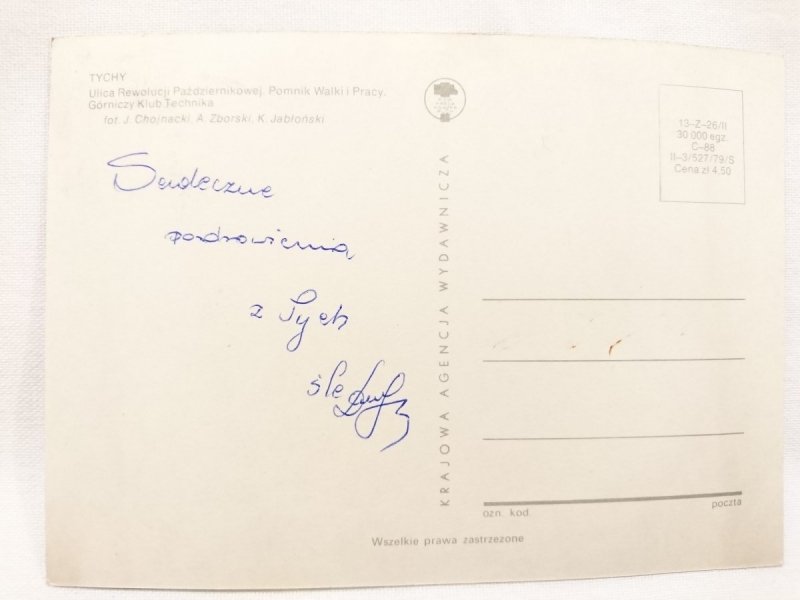 TYCHY
Ulica Rewolucji Październikowej. Pomnik Walki i Pracy.
Górniczy Klub Technika
fot. J. Chojnacki, A. Zborski, K. Jabłoński
Serdeczne
pozdrowienia
z Tych
śle
KRAJOWA AGENCJA WYDAWNICZA
13-Z-26/II
30 000 egz.
C-88
II-3/527/79/S
Cena zł 4,50
ozn. kod.
poczta
Wszelkie prawa zastrzeżone